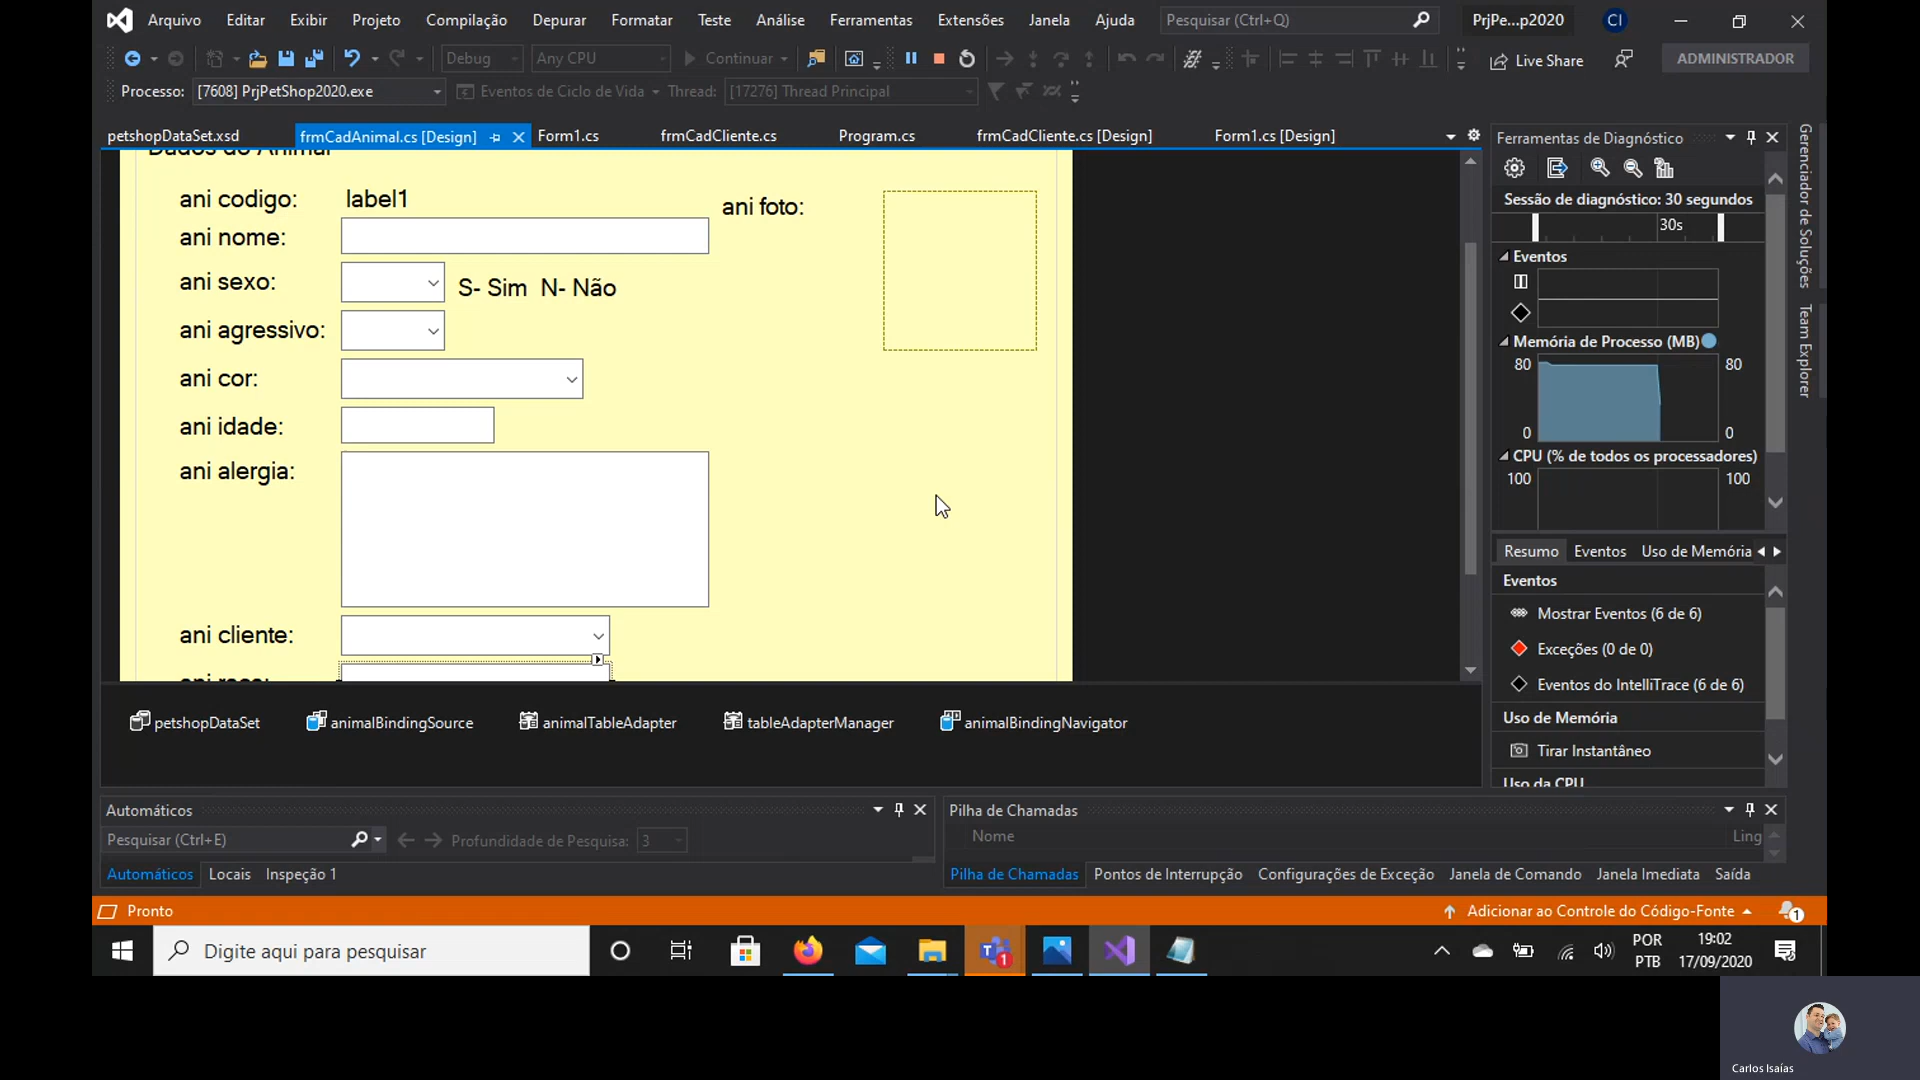 Arquivo Editar Exibir Projeto Compilação Depurar Formatar Teste Análise Ferramentas Extensões Janela Ajuda Pesquisar (Ctrl+Q) PrjPe...p2020 CI
Debug Any CPU Continuar Live Share ADMINISTRADOR
Processo: [7608] PrjPetShop2020.exe Eventos de Ciclo de Vida Thread: [17276] Thread Principal
petshopDataSet.xsd frmCadAnimal.cs [Design] Form1.cs frmCadCliente.cs Program.cs frmCadCliente.cs [Design] Form1.cs [Design]
Dados do Animal
ani codigo: label1
ani foto:
ani nome:
ani sexo: S- Sim N- Não
ani agressivo:
ani cor:
ani idade:
ani alergia:
ani cliente:
ani raca:
petshopDataSet animalBindingSource animalTableAdapter tableAdapterManager animalBindingNavigator
Ferramentas de Diagnóstico
Sessão de diagnóstico: 30 segundos
30s
Eventos
Memória de Processo (MB)
80 80
0 0
CPU (% de todos os processadores)
100 100
Resumo Eventos Uso de Memória
Eventos
Mostrar Eventos (6 de 6)
Exceções (0 de 0)
Eventos do IntelliTrace (6 de 6)
Uso de Memória
Tirar Instantâneo
Uso da CPU
Gerenciador de Soluções
Team Explorer
Automáticos
Pesquisar (Ctrl+E) Profundidade de Pesquisa: 3
Automáticos Locais Inspeção 1
Pilha de Chamadas
Nome Ling
Pilha de Chamadas Pontos de Interrupção Configurações de Exceção Janela de Comando Janela Imediata Saída
Pronto Adicionar ao Controle do Código-Fonte 1
Digite aqui para pesquisar 1 POR PTB 19:02 17/09/2020
Carlos Isaías